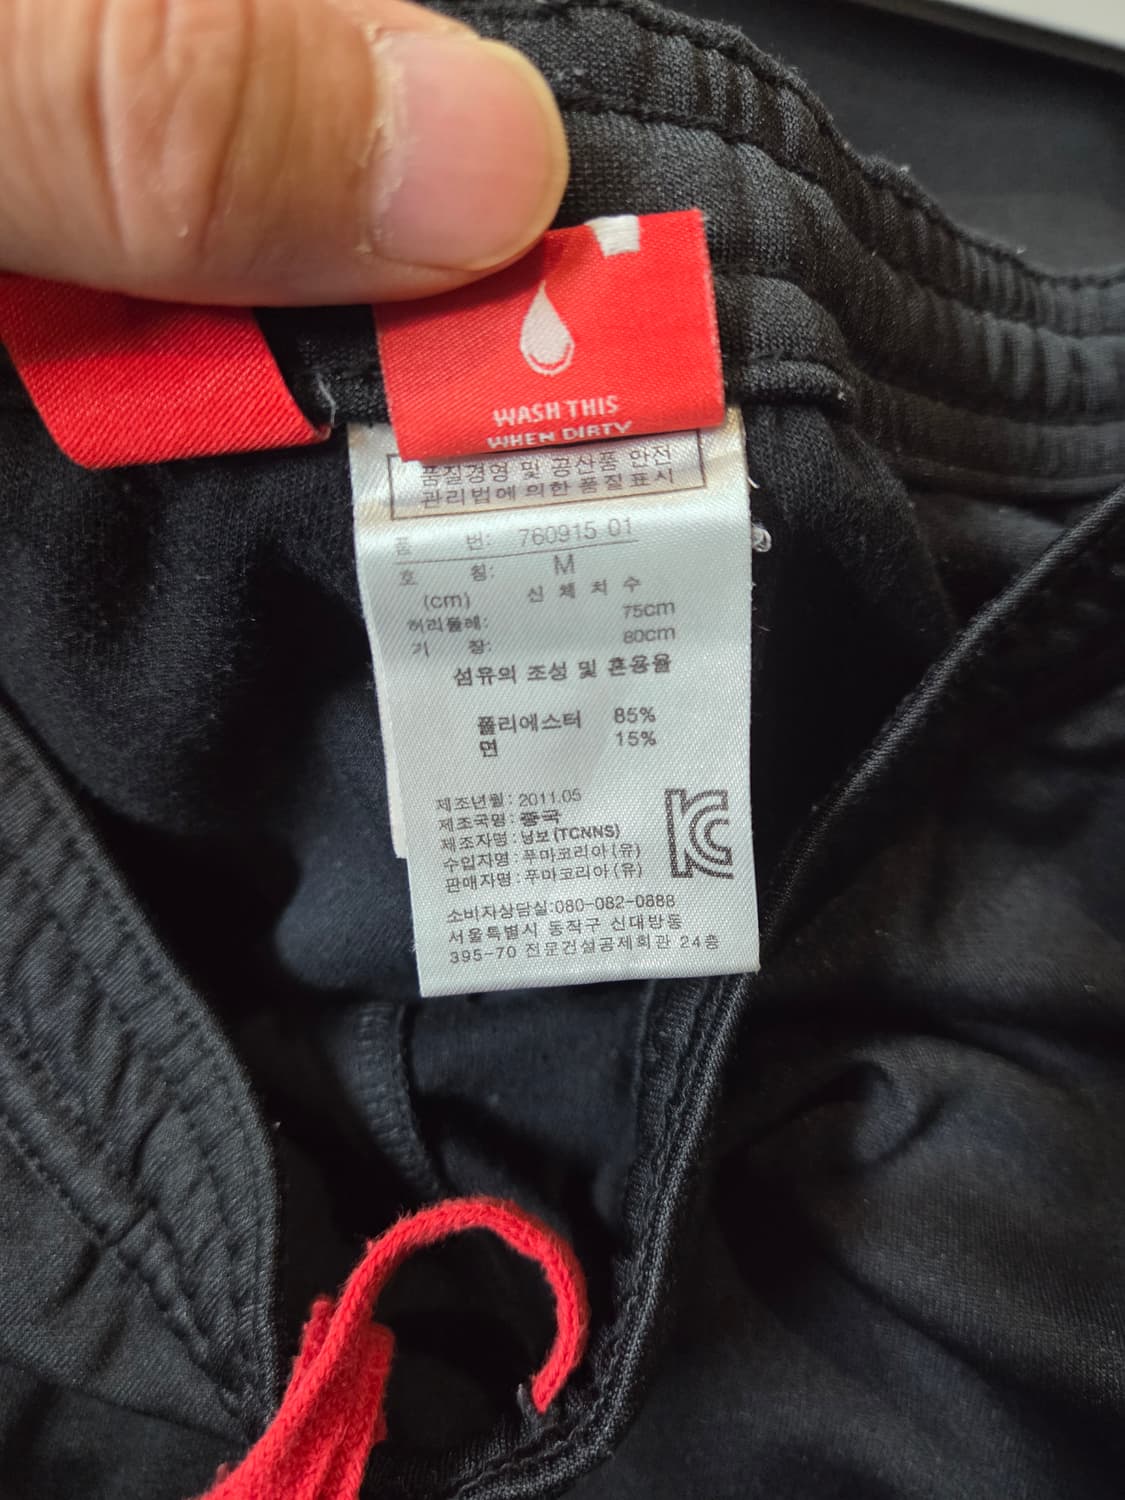 WASH THIS
WHEN DIRTY
품질경영 및 공산품 안전
관리법에 의한 품질표시
품 번: 760915 01
호 칭: M
(cm) 신 체 치 수
허리둘레: 75cm
기 장: 80cm
섬유의 조성 및 혼용율
폴리에스터 85%
면 15%
제조년월: 2011.05
제조국명: 중국
제조자명: 닝보(TCNNS)
수입자명: 푸마코리아(유)
판매자명: 푸마코리아(유)
소비자상담실:080-082-0888
서울특별시 동작구 신대방동
395-70 전문건설공제회관 24층